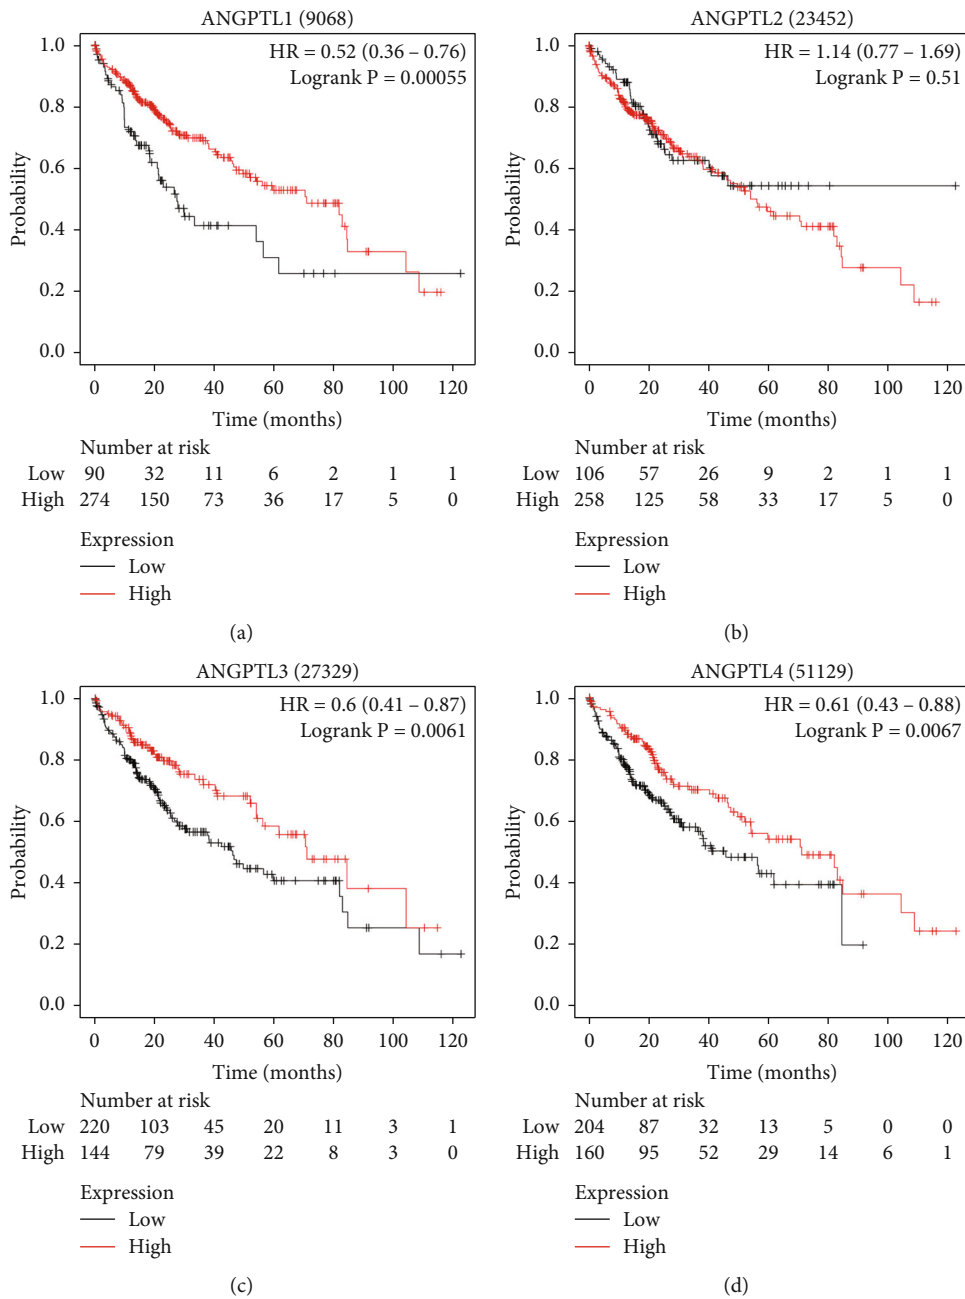 ANGPTL1 (9068)
HR = 0.52 (0.36 – 0.76)
Logrank P = 0.00055
1.0
0.8
0.6
0.4
0.2
0.0
Probability
0 20 40 60 80 100 120
Time (months)
Number at risk
Low 90 32 11 6 2 1 1
High 274 150 73 36 17 5 0
Expression
Low
High
(a)
ANGPTL2 (23452)
HR = 1.14 (0.77 – 1.69)
Logrank P = 0.51
1.0
0.8
0.6
0.4
0.2
0.0
Probability
0 20 40 60 80 100 120
Time (months)
Number at risk
Low 106 57 26 9 2 1 1
High 258 125 58 33 17 5 0
Expression
Low
High
(b)
ANGPTL3 (27329)
HR = 0.6 (0.41 – 0.87)
Logrank P = 0.0061
1.0
0.8
0.6
0.4
0.2
0.0
Probability
0 20 40 60 80 100 120
Time (months)
Number at risk
Low 220 103 45 20 11 3 1
High 144 79 39 22 8 3 0
Expression
Low
High
(c)
ANGPTL4 (51129)
HR = 0.61 (0.43 – 0.88)
Logrank P = 0.0067
1.0
0.8
0.6
0.4
0.2
0.0
Probability
0 20 40 60 80 100 120
Time (months)
Number at risk
Low 204 87 32 13 5 0 0
High 160 95 52 29 14 6 1
Expression
Low
High
(d)